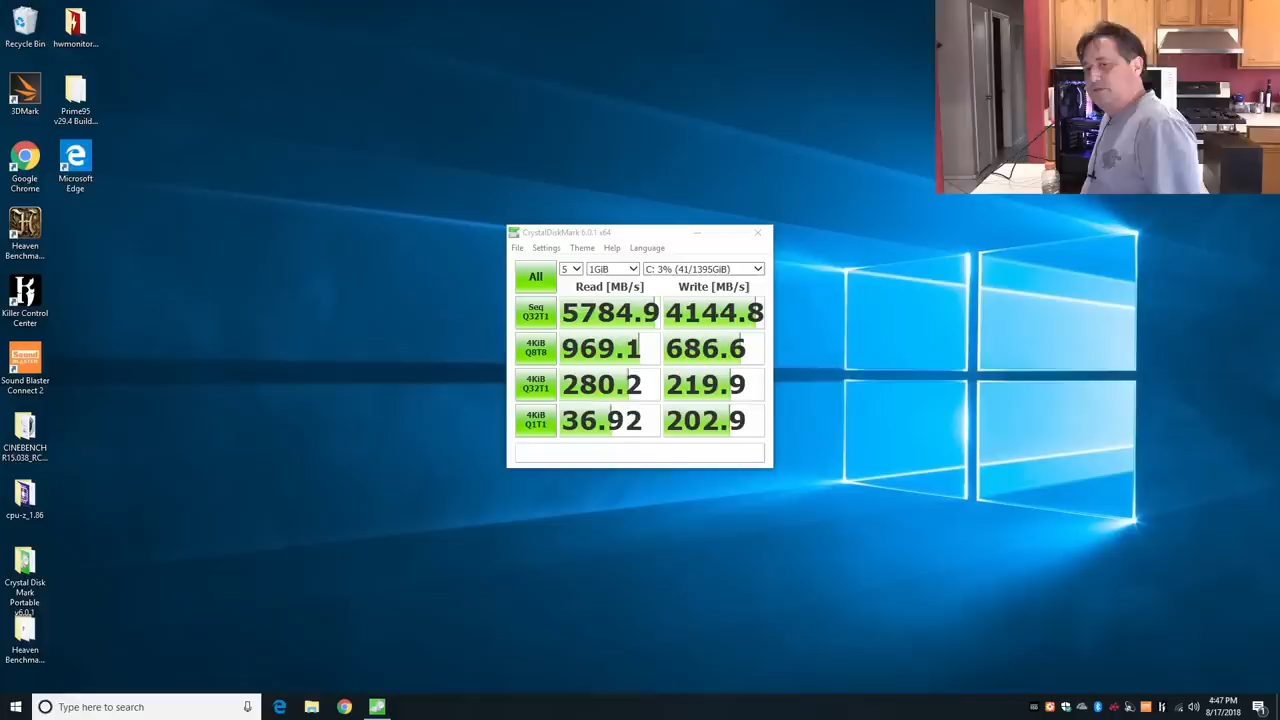 Recycle Bin
hwmonitor...
3DMark
Prime95
v29.4 Build...
Google
Chrome
Microsoft
Edge
Heaven
Benchma...
Killer Control
Center
Sound Blaster
Connect 2
CINEBENCH
R15.038_RC...
cpu-z_1.86
Crystal Disk
Mark
Portable
v6.0.1
Heaven
Benchma...
CrystalDiskMark 6.0.1 x64
File Settings Theme Help Language
All 5 1GiB C: 3% (41/1395GiB)
Read [MB/s] Write [MB/s]
Seq
Q32T1 5784.9 4144.8
4KiB
Q8T8 969.1 686.6
4KiB
Q32T1 280.2 219.9
4KiB
Q1T1 36.92 202.9
Type here to search
4:47 PM
8/17/2018